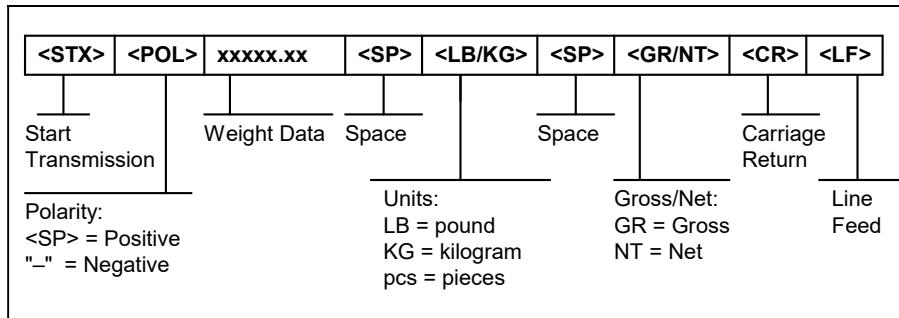 <STX> <POL> xxxxx.xx <SP> <LB/KG> <SP> <GR/NT> <CR> <LF>
Start
Transmission
Weight Data
Space
Space
Carriage
Return
Polarity:
<SP> = Positive
"–" = Negative
Units:
LB = pound
KG = kilogram
pcs = pieces
Gross/Net:
GR = Gross
NT = Net
Line
Feed